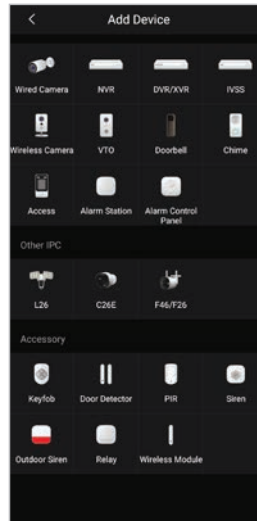 Add Device
Wired Camera NVR DVR/XVR IVSS
Wireless Camera VTO Doorbell Chime
Access Alarm Station Alarm Control
Panel
Other IPC
L26 C26E F46/F26
Accessory
Keyfob Door Detector PIR Siren
Outdoor Siren Relay Wireless Module